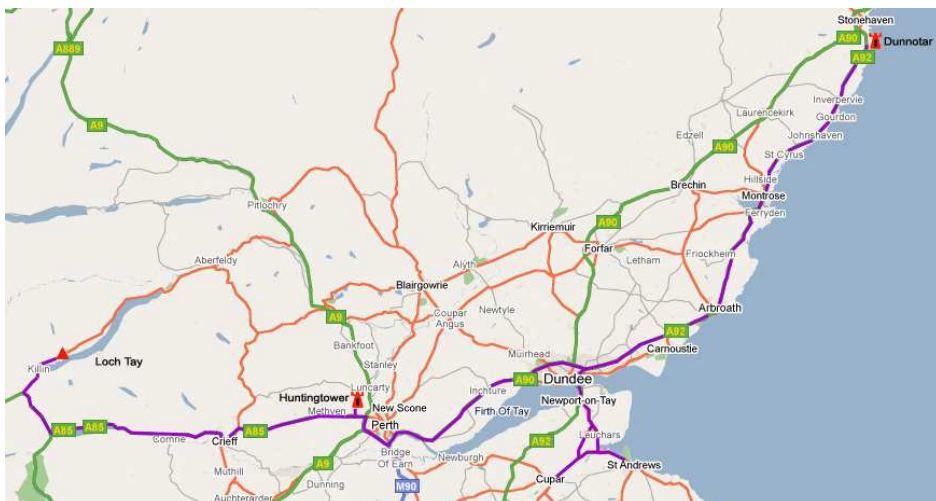 Stonehaven
A90
Dunnotar
A889
A92
Inverbervie
Laurencekirk
Gourdon
A9
Johnshaven
Edzell
A90
St Cyrus
Hillside
Brechin
Montrose
Pitlochry
Ferryden
A90
Kirriemuir
Forfar
Friockheim
Aberfeldy
Letham
Alyth
Blairgowrie
Newtyle
Arbroath
Coupar
Angus
A9
A92
Bankfoot
Carnoustie
Muirhead
Loch Tay
Stanley
Killin
Dundee
A90
Luncarty
Inchture
Huntingtower
Newport-on-Tay
New Scone
Methven
Firth Of Tay
Perth
A85
A85
A85
Leuchars
Comrie
Crieff
A92
Bridge
Of Earn
Newburgh
A9
St Andrews
Muthill
Dunning
Cupar
M90
Auchterarder